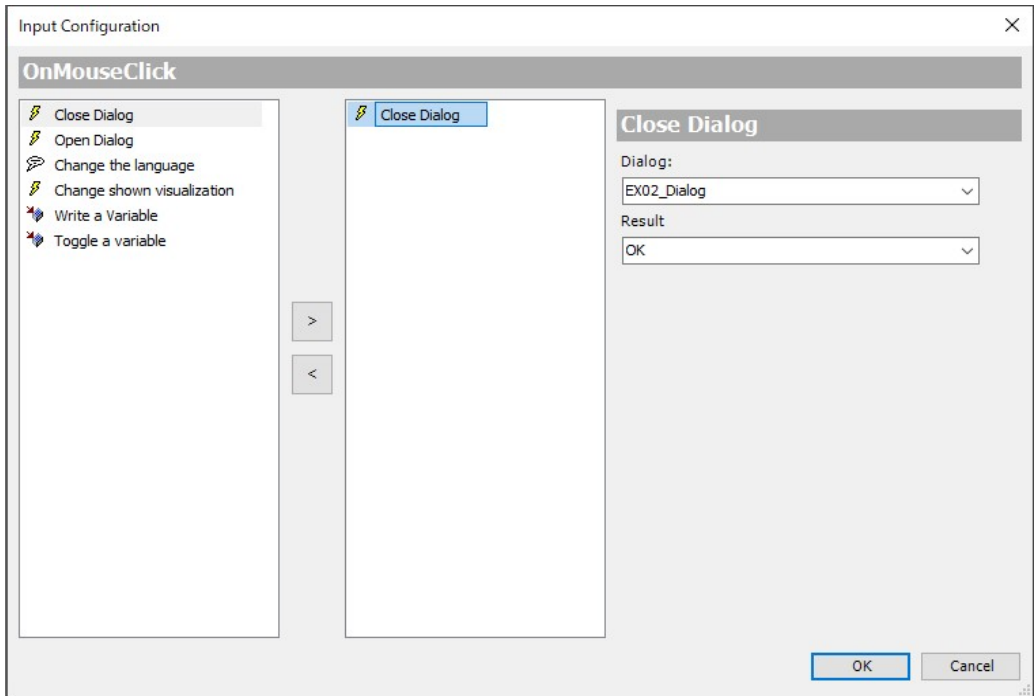 Input Configuration
OnMouseClick
Close Dialog
Open Dialog
Change the language
Change shown visualization
Write a Variable
Toggle a variable
>
<
Close Dialog
Close Dialog
Dialog:
EX02_Dialog
Result
OK
OK
Cancel